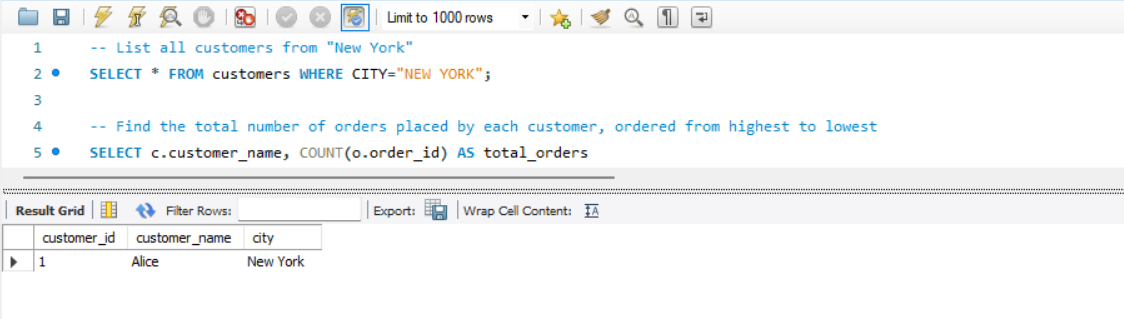 Limit to 1000 rows
1 -- List all customers from "New York"
2 SELECT * FROM customers WHERE CITY="NEW YORK";
3
4 -- Find the total number of orders placed by each customer, ordered from highest to lowest
5 SELECT c.customer_name, COUNT(o.order_id) AS total_orders
Result Grid Filter Rows: Export: Wrap Cell Content: IA
customer_id customer_name city
1 Alice New York